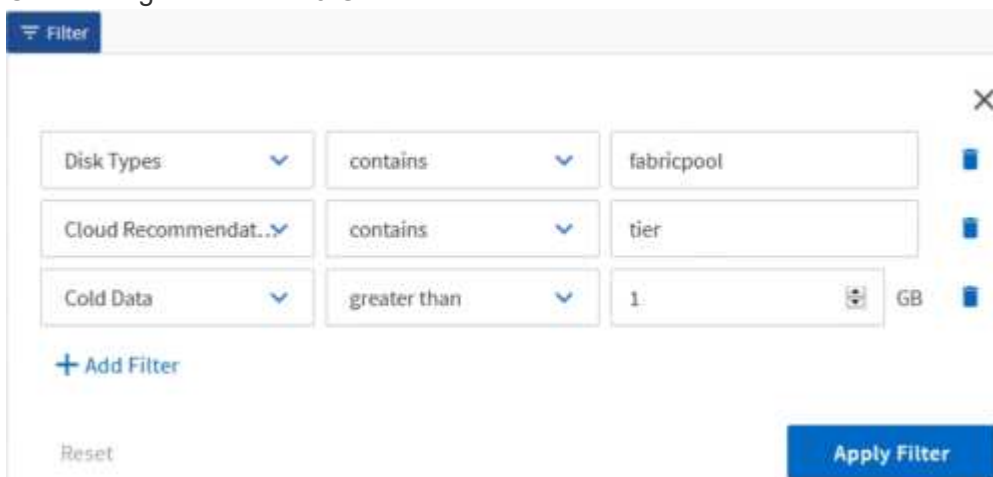 Filter
Disk Types contains fabricpool
Cloud Recommendat... contains tier
Cold Data greater than 1 GB
+ Add Filter
Reset Apply Filter